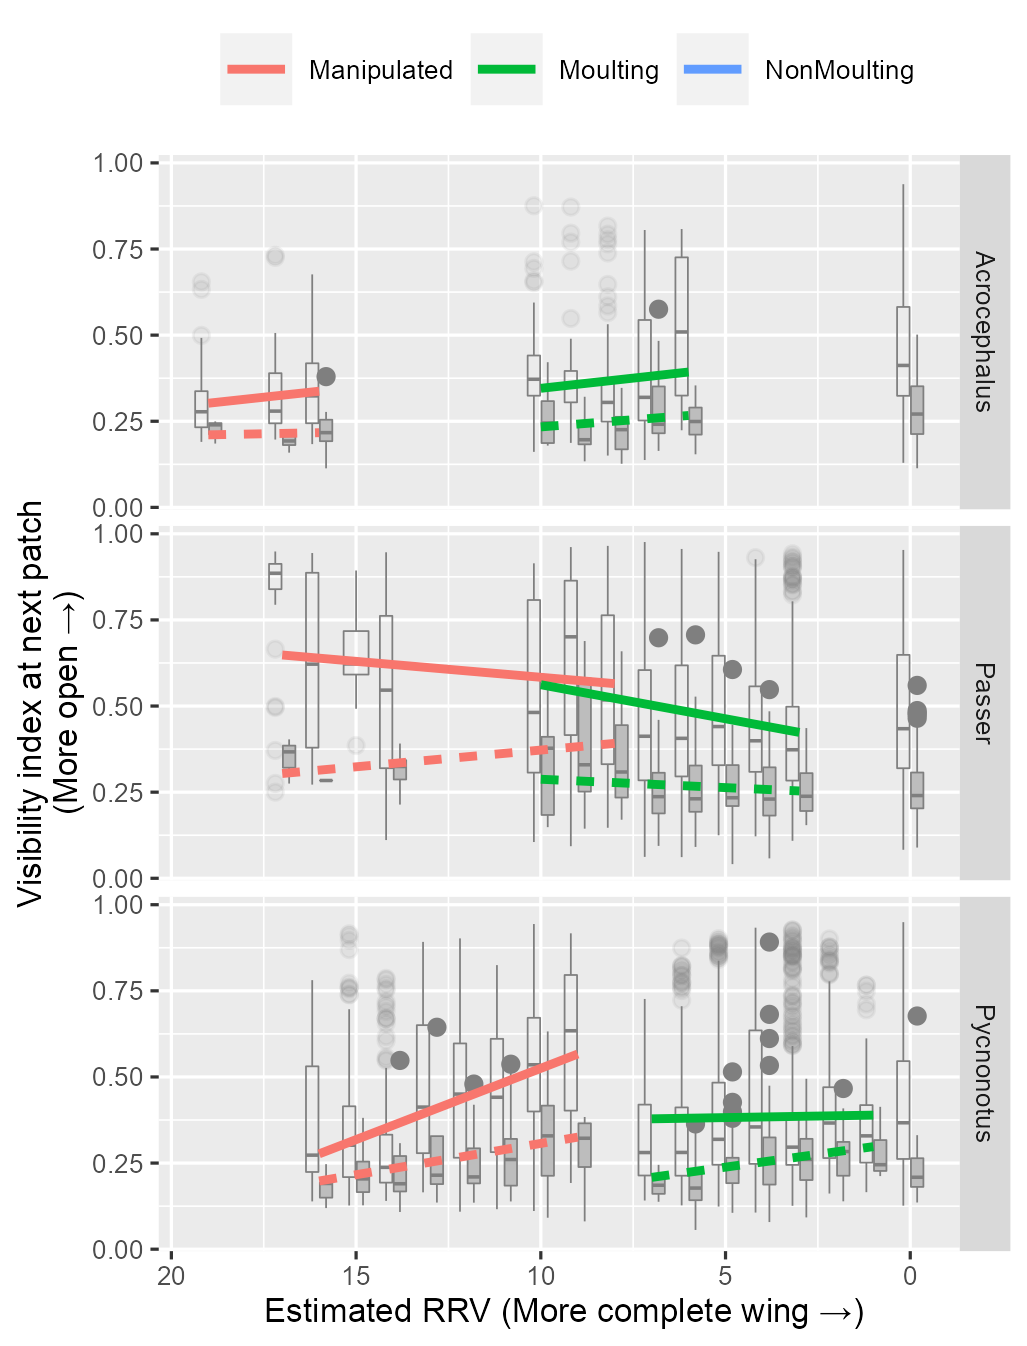 Manipulated Moulting NonMoulting
1.00
0.75
0.50
0.25
0.00
Acrocephalus
1.00
0.75
0.50
0.25
0.00
Passer
1.00
0.75
0.50
0.25
0.00
Pycnonotus
Visibility index at next patch
(More open →)
20 15 10 5 0
Estimated RRV (More complete wing →)